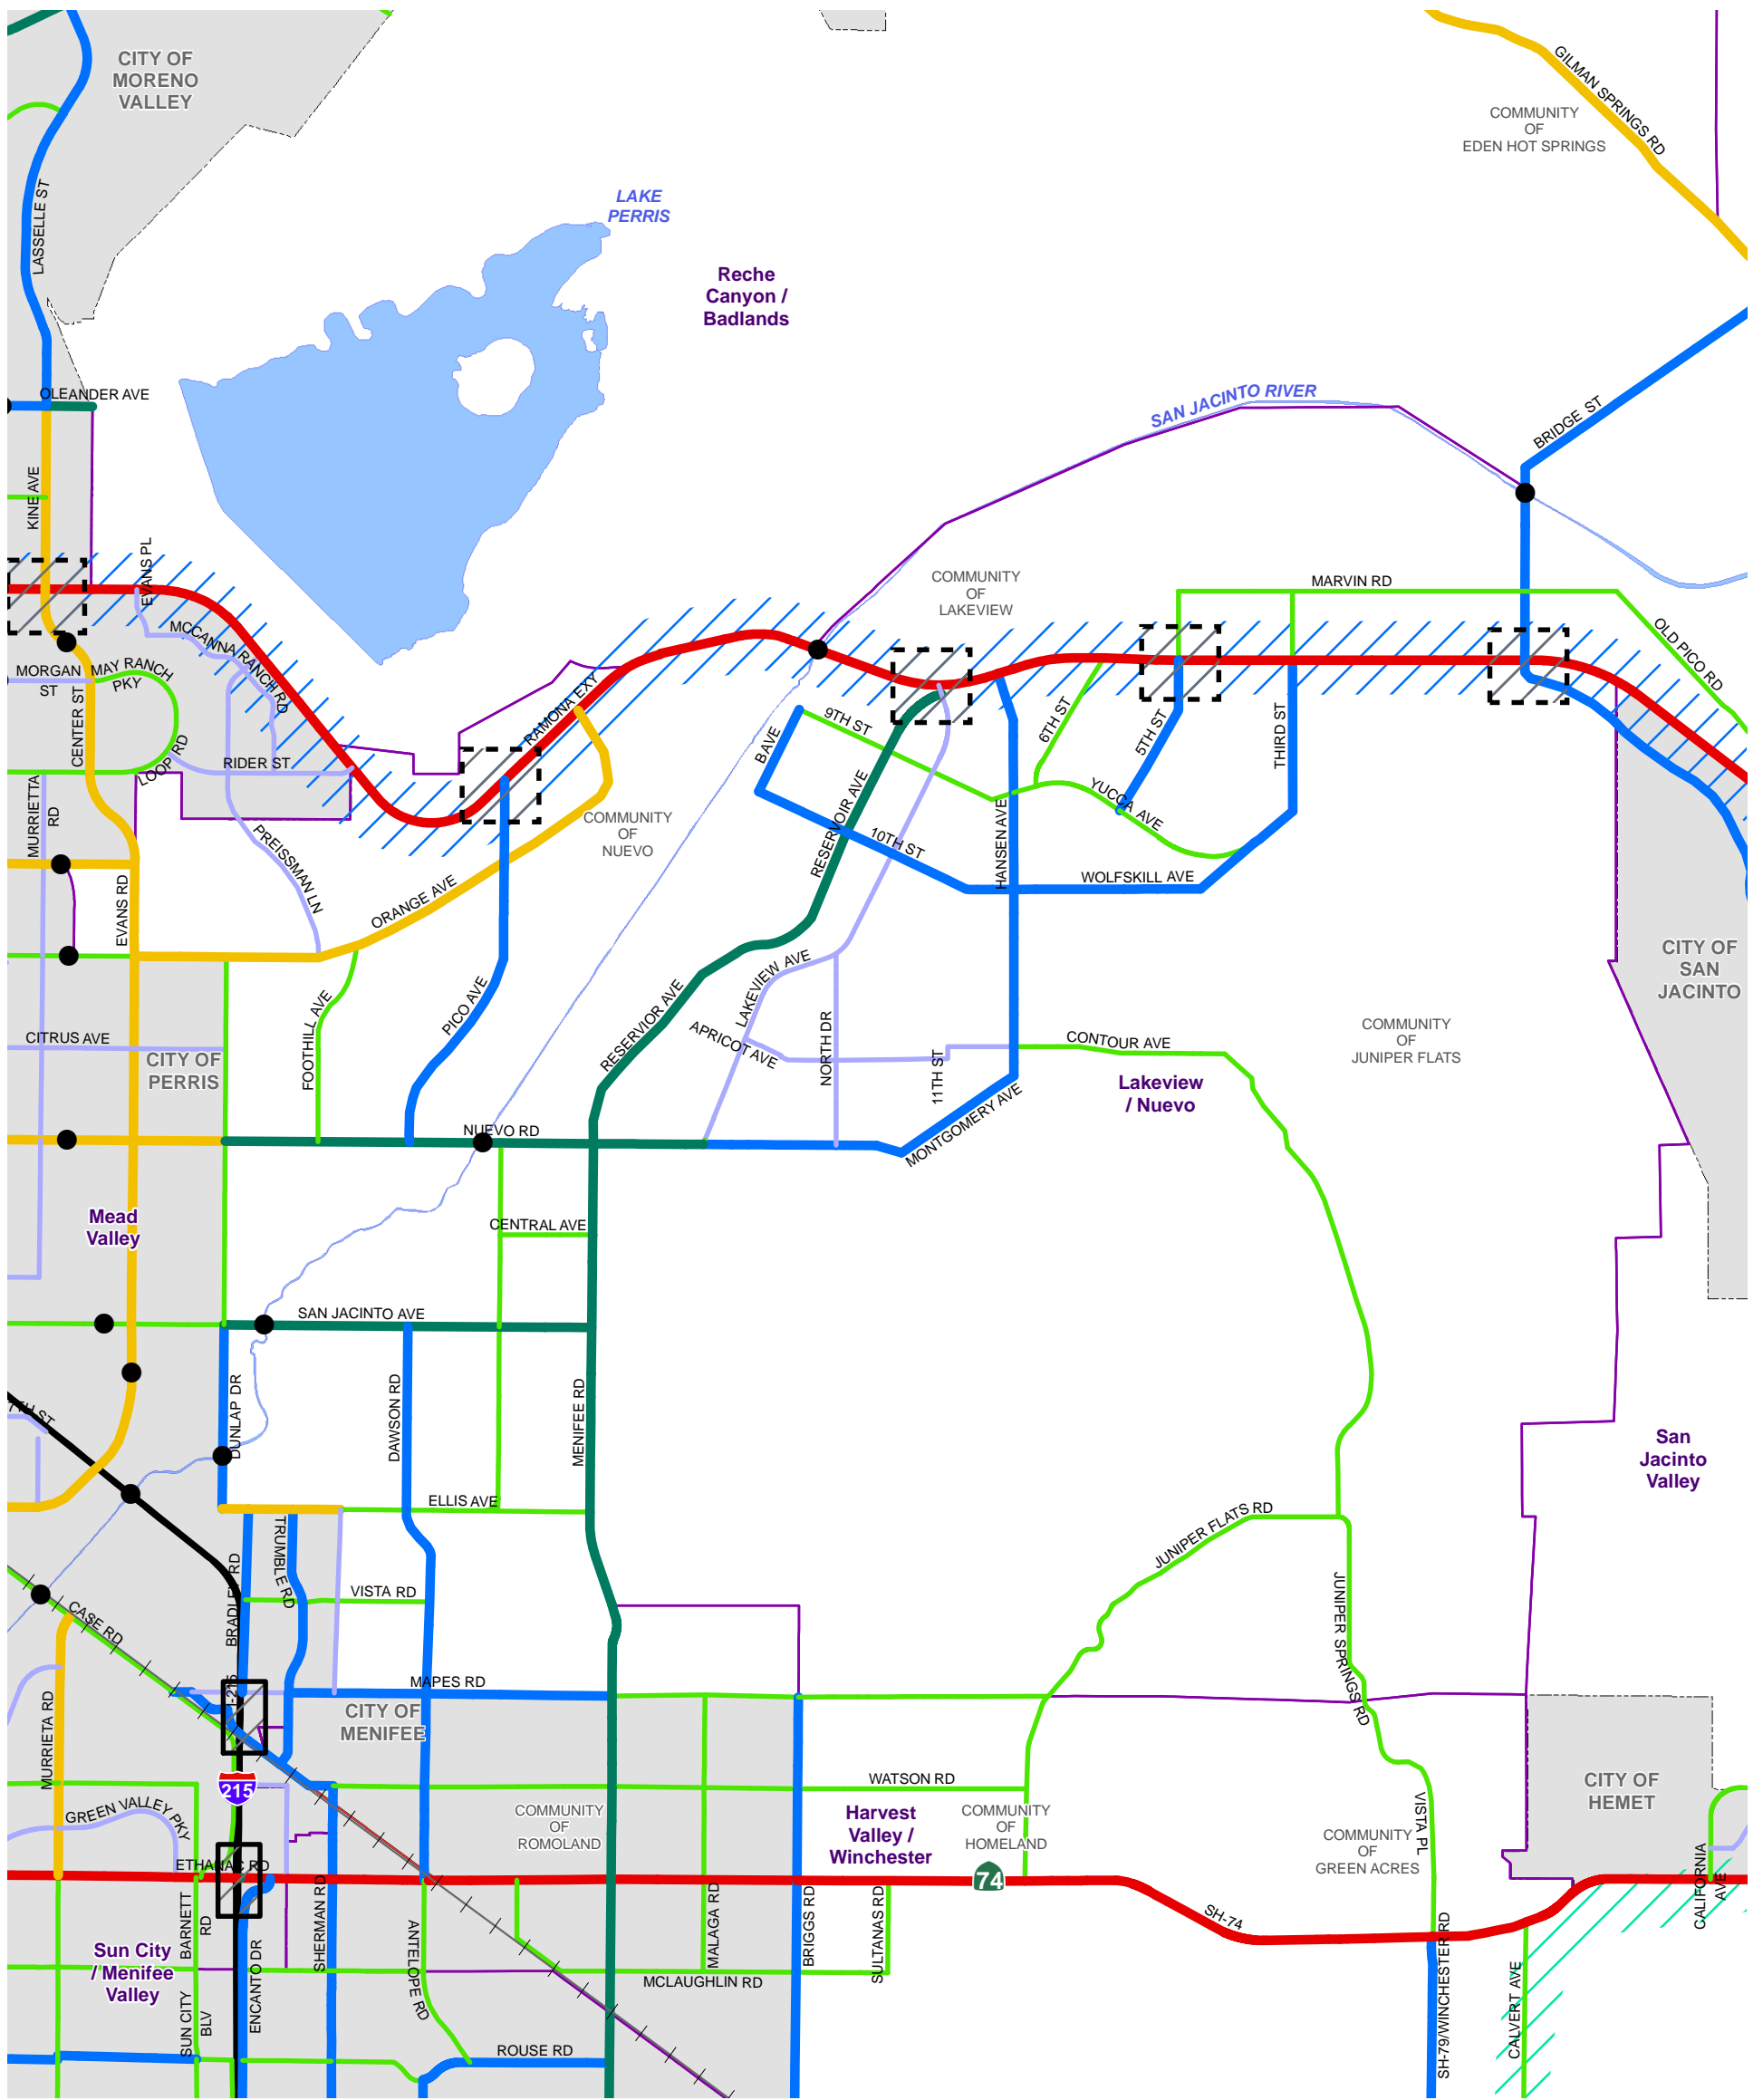 CITY OF
MORENO
VALLEY
GILMAN SPRINGS RD
COMMUNITY
OF
EDEN HOT SPRINGS
LASSELLE ST
LAKE
PERRIS
Reche
Canyon /
Badlands
OLEANDER AVE
SAN JACINTO RIVER
BRIDGE ST
KINE AVE
EVANS PL
COMMUNITY
OF
LAKEVIEW
MARVIN RD
MCCANNA RANCH RD
MORGAN
ST
MAY RANCH
PKY
OLD PICO RD
CENTER ST
RAMONA EXY
9TH ST
6TH ST
5TH ST
THIRD ST
B AVE
LOOP RD
RIDER ST
MURRIETTA
RD
COMMUNITY
OF
NUEVO
RESERVOIR AVE
YUCCA AVE
HANSEN AVE
10TH ST
PREISSMAN LN
WOLFSKILL AVE
ORANGE AVE
EVANS RD
CITY OF
SAN
JACINTO
LAKEVIEW AVE
PICO AVE
FOOTHILL AVE
RESERVIOR AVE
CITRUS AVE
CITY OF
PERRIS
APRICOT AVE
NORTH DR
11TH ST
CONTOUR AVE
COMMUNITY
OF
JUNIPER FLATS
Lakeview
/ Nuevo
NUEVO RD
MONTGOMERY AVE
Mead
Valley
CENTRAL AVE
SAN JACINTO AVE
7TH ST
DUNLAP DR
DAWSON RD
MENIFEE RD
San
Jacinto
Valley
ELLIS AVE
JUNIPER FLATS RD
TRUMBLE RD
BRADLEY RD
VISTA RD
CASE RD
JUNIPER SPRINGS RD
I-215
MAPES RD
CITY OF
MENIFEE
MURRIETA RD
215
WATSON RD
CITY OF
HEMET
GREEN VALLEY PKY
COMMUNITY
OF
ROMOLAND
Harvest
Valley /
Winchester
COMMUNITY
OF
HOMELAND
VISTA PL
COMMUNITY
OF
GREEN ACRES
ETHANAC RD
74
CALIFORNIA
AVE
SH-74
BARNETT
RD
SHERMAN RD
ANTELOPE RD
MALAGA RD
BRIGGS RD
SULTANAS RD
Sun City
/ Menifee
Valley
ENCANTO DR
MCLAUGHLIN RD
SH-79/WINCHESTER RD
CALVERT AVE
SUN CITY
BLV
ROUSE RD